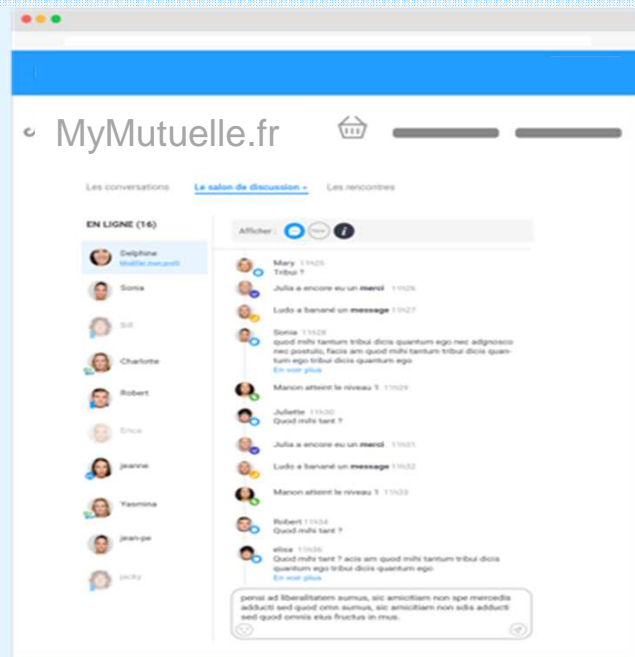 MyMutuelle.fr
Les conversations
Le salon de discussion
Les rencontres
EN LIGNE (16)
Afficher :
Delphine
Modifier mon profil
Sonia
Bill
Charlotte
Robert
Erica
jeanne
Yasmina
jean-pe
jacky
Mary 11h25
Tribui ?
Julia a encore eu un merci 11h26
Ludo a banané un message 11h27
Sonia 11h28
quod mihi tantum tribui dicis quantum ego nec adgnosco
nec postulo, facis am quod mihi tantum tribui dicis quan-
tum ego tribui dicis quantum ego
En voir plus
Manon atteint le niveau 1 11h29
Juliette 11h30
Quod mihi tant ?
Julia a encore eu un merci 11h31
Ludo a banané un message 11h32
Manon atteint le niveau 1 11h33
Robert 11h34
Quod mihi tant ?
elisa 11h36
Quod mihi tant ? acis am quod mihi tantum tribui dicis
quantum ego tribui dicis quantum ego
En voir plus
pensi ad liberalitatem sumus, sic amicitiam non spe mercedis
adducti sed quod omn sumus, sic amicitiam non sdis adducti
sed quod omnis eius fructus in mus.